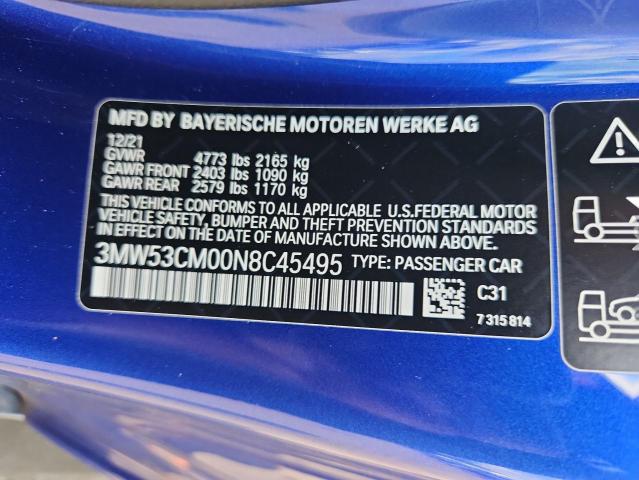 MFD BY BAYERISCHE MOTOREN WERKE AG
12/21
GVWR 4773 lbs 2165 kg
GAWR FRONT 2403 lbs 1090 kg
GAWR REAR 2579 lbs 1170 kg
THIS VEHICLE CONFORMS TO ALL APPLICABLE U.S.FEDERAL MOTOR
VEHICLE SAFETY, BUMPER AND THEFT PREVENTION STANDARDS
IN EFFECT ON THE DATE OF MANUFACTURE SHOWN ABOVE.
3MW53CM00N8C45495 TYPE: PASSENGER CAR
C31
7 315 814